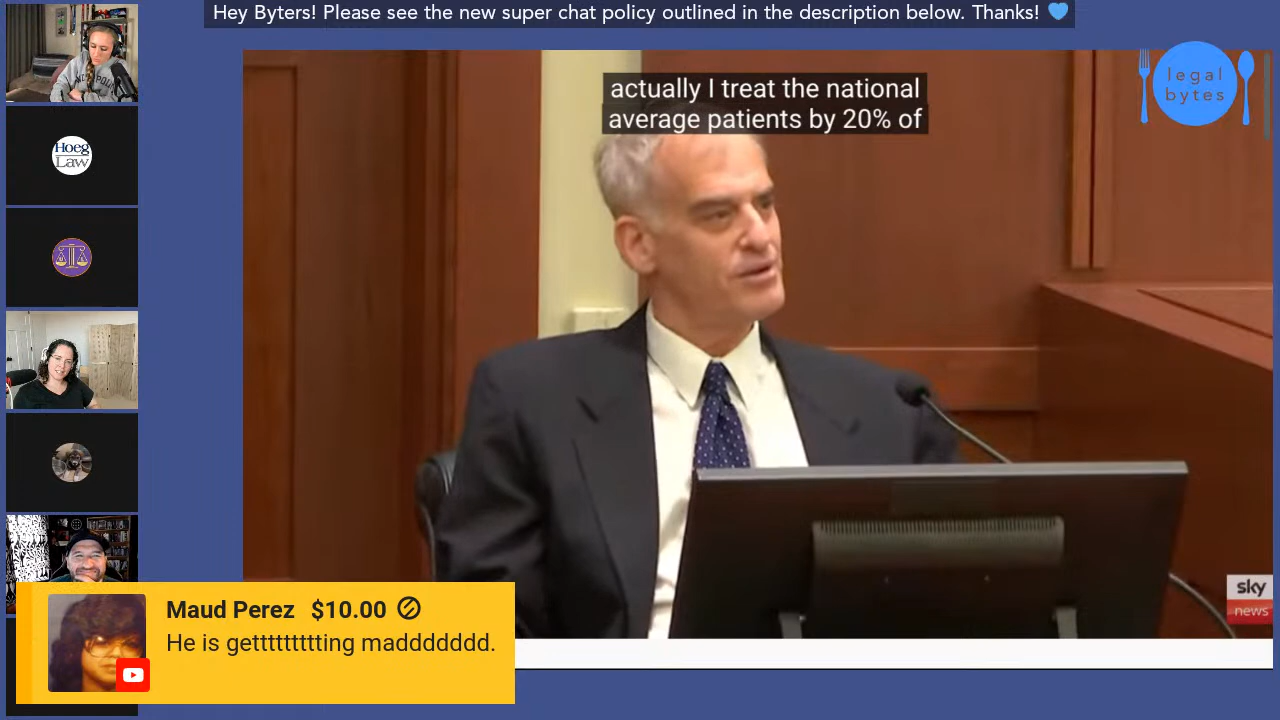 Hey Byters! Please see the new super chat policy outlined in the description below. Thanks! 💙
legal
bytes
actually I treat the national
average patients by 20% of
Hoeg
Law
sky
news
Maud Perez $10.00
He is getttttttttting madddddddd.